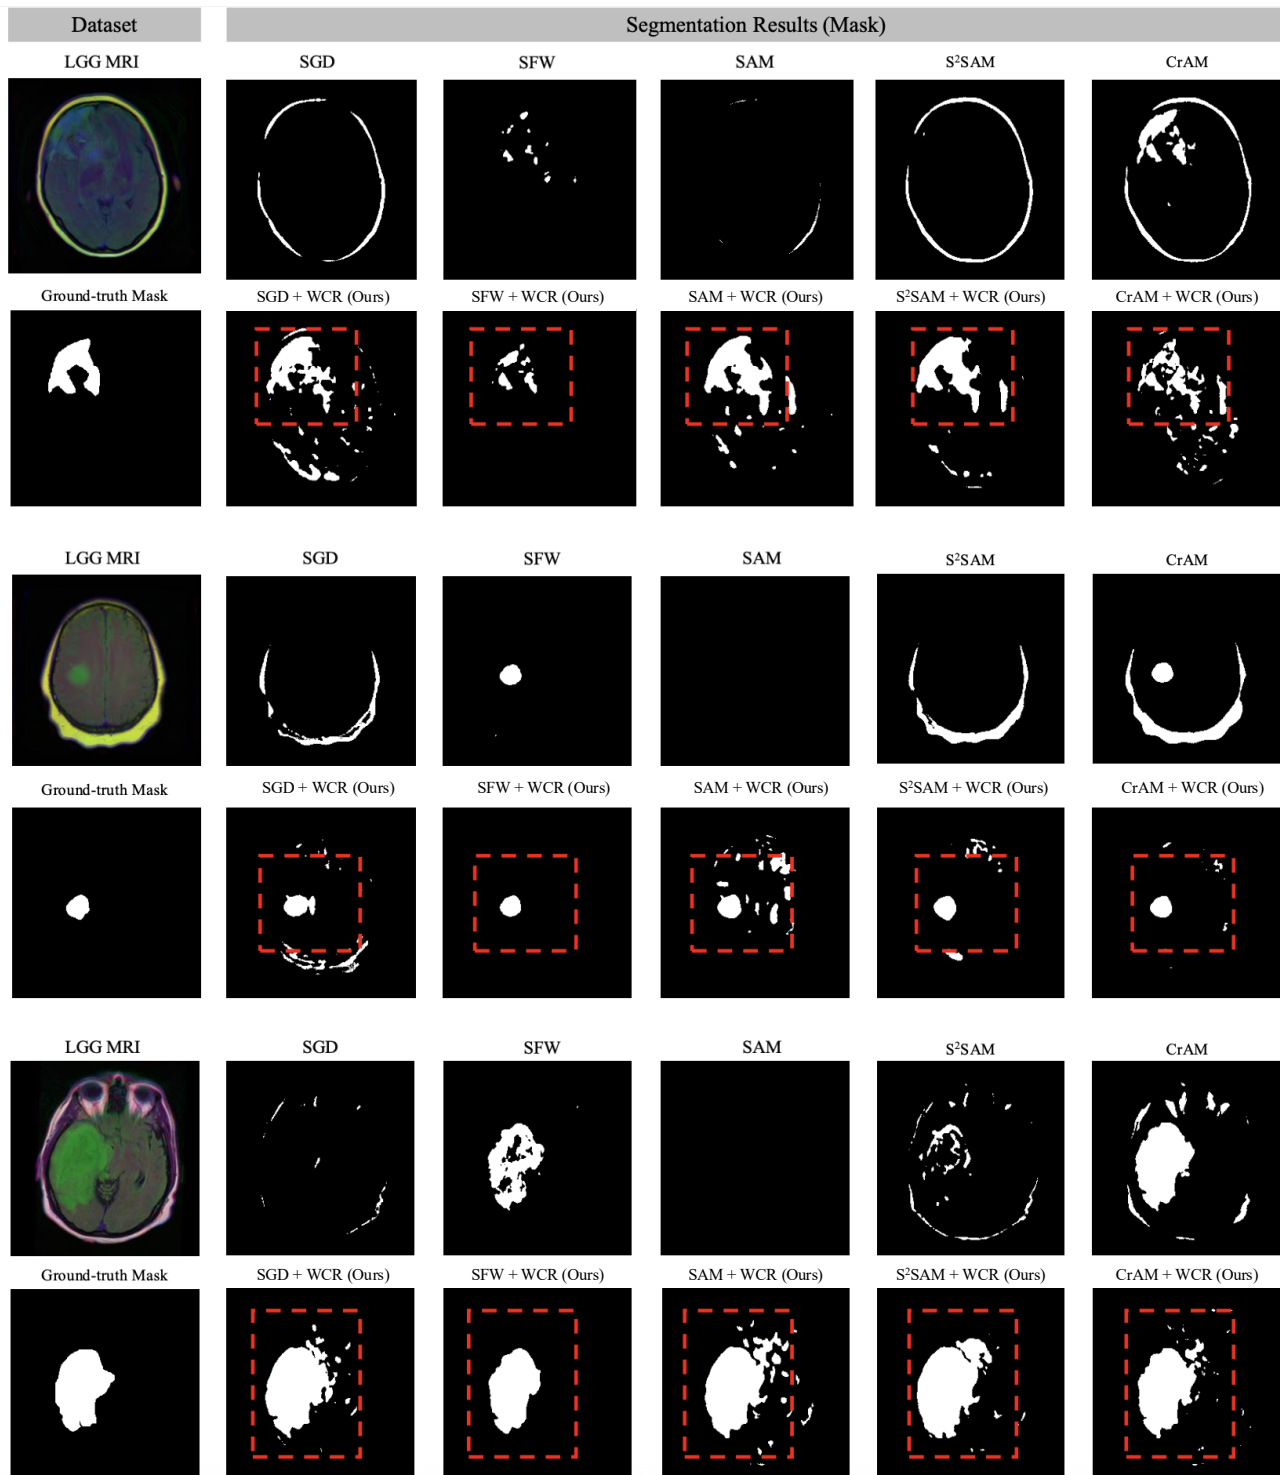 Dataset
Segmentation Results (Mask)
LGG MRI
SGD
SFW
SAM
S²SAM
CrAM
Ground-truth Mask
SGD + WCR (Ours)
SFW + WCR (Ours)
SAM + WCR (Ours)
S²SAM + WCR (Ours)
CrAM + WCR (Ours)
LGG MRI
SGD
SFW
SAM
S²SAM
CrAM
Ground-truth Mask
SGD + WCR (Ours)
SFW + WCR (Ours)
SAM + WCR (Ours)
S²SAM + WCR (Ours)
CrAM + WCR (Ours)
LGG MRI
SGD
SFW
SAM
S²SAM
CrAM
Ground-truth Mask
SGD + WCR (Ours)
SFW + WCR (Ours)
SAM + WCR (Ours)
S²SAM + WCR (Ours)
CrAM + WCR (Ours)